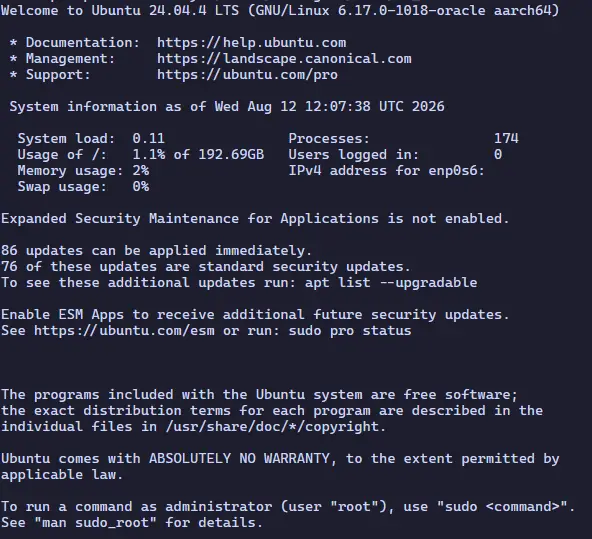 Welcome to Ubuntu 24.04.4 LTS (GNU/Linux 6.17.0-1018-oracle aarch64)
* Documentation: https://help.ubuntu.com
* Management: https://landscape.canonical.com
* Support: https://ubuntu.com/pro
System information as of Wed Aug 12 12:07:38 UTC 2026
System load: 0.11 Processes: 174
Usage of /: 1.1% of 192.69GB Users logged in: 0
Memory usage: 2% IPv4 address for enp0s6:
Swap usage: 0%
Expanded Security Maintenance for Applications is not enabled.
86 updates can be applied immediately.
76 of these updates are standard security updates.
To see these additional updates run: apt list --upgradable
Enable ESM Apps to receive additional future security updates.
See https://ubuntu.com/esm or run: sudo pro status
The programs included with the Ubuntu system are free software;
the exact distribution terms for each program are described in the
individual files in /usr/share/doc/*/copyright.
Ubuntu comes with ABSOLUTELY NO WARRANTY, to the extent permitted by
applicable law.
To run a command as administrator (user "root"), use "sudo <command>".
See "man sudo_root" for details.